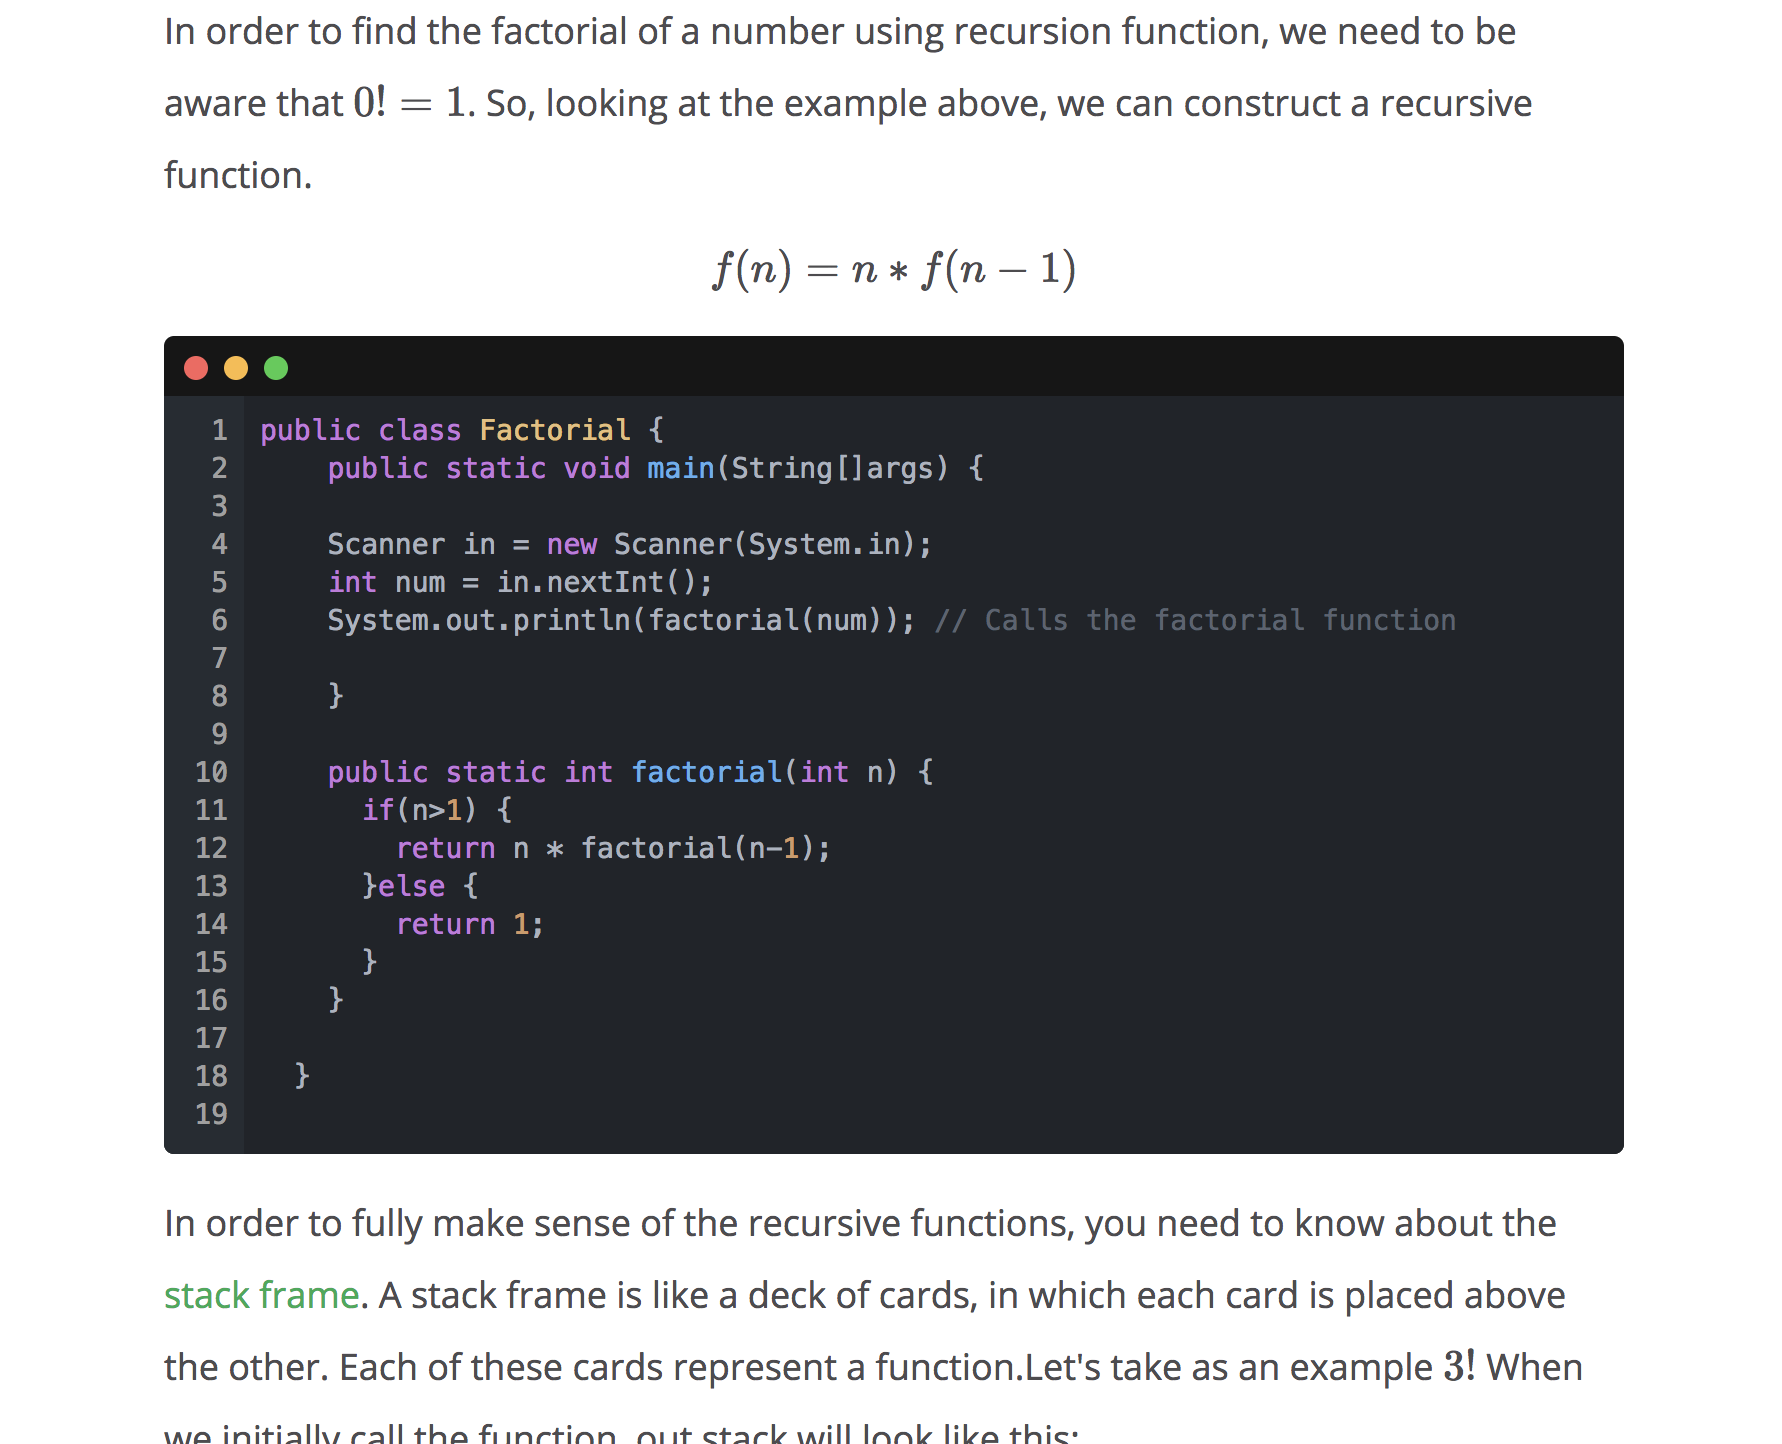 In order to find the factorial of a number using recursion function, we need to be
aware that 0! = 1. So, looking at the example above, we can construct a recursive
function.
f(n) = n ∗ f(n − 1)
1 public class Factorial {
2     public static void main(String[]args) {
3
4     Scanner in = new Scanner(System.in);
5     int num = in.nextInt();
6     System.out.println(factorial(num)); // Calls the factorial function
7
8     }
9
10     public static int factorial(int n) {
11       if(n>1) {
12         return n * factorial(n-1);
13       }else {
14         return 1;
15       }
16     }
17
18   }
19
In order to fully make sense of the recursive functions, you need to know about the
stack frame. A stack frame is like a deck of cards, in which each card is placed above
the other. Each of these cards represent a function.Let's take as an example 3! When
we initially call the function, out stack will look like this: